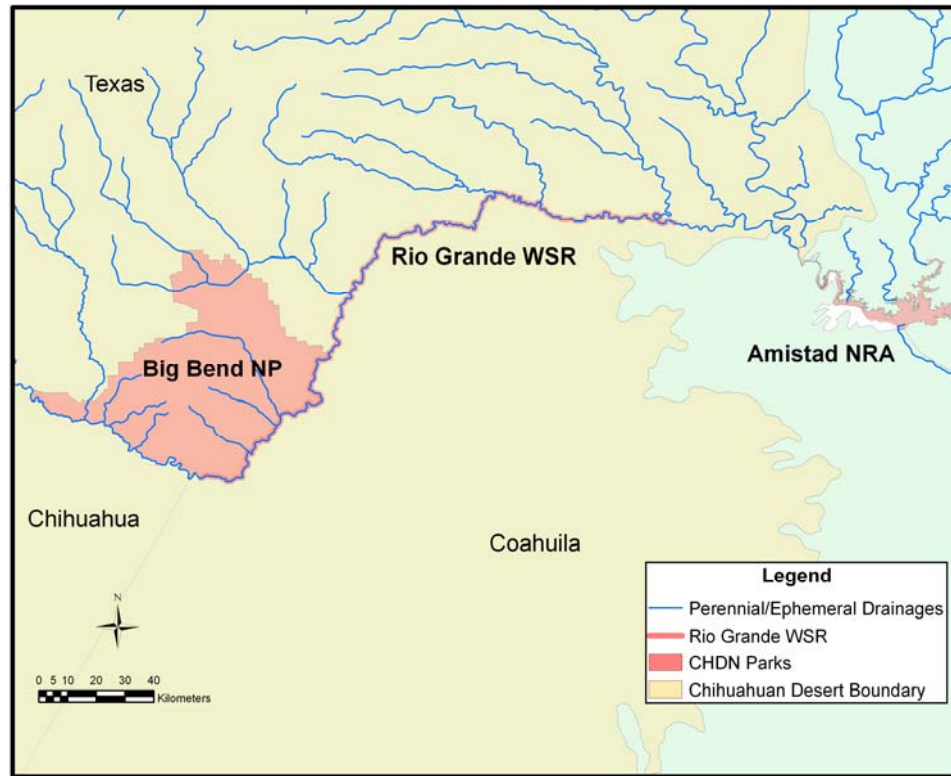 Texas
Rio Grande WSR
Big Bend NP
Amistad NRA
Chihuahua
Coahuila
N
0 5 10 20 30 40
Kilometers
Legend
Perennial/Ephemeral Drainages
Rio Grande WSR
CHDN Parks
Chihuahuan Desert Boundary